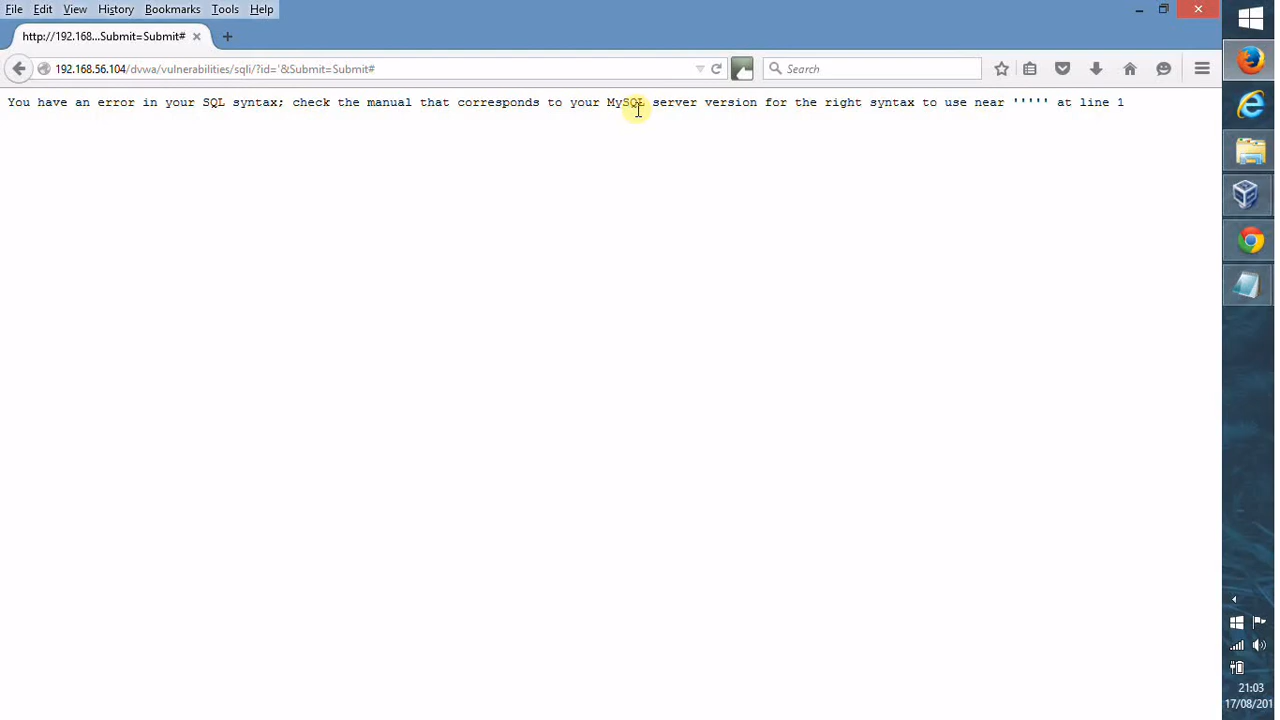 File Edit View History Bookmarks Tools Help
http://192.168...Submit=Submit#
192.168.56.104/dvwa/vulnerabilities/sqli/?id='&Submit=Submit#
Search
You have an error in your SQL syntax; check the manual that corresponds to your MySQL server version for the right syntax to use near ''''' at line 1
21:03
17/08/201